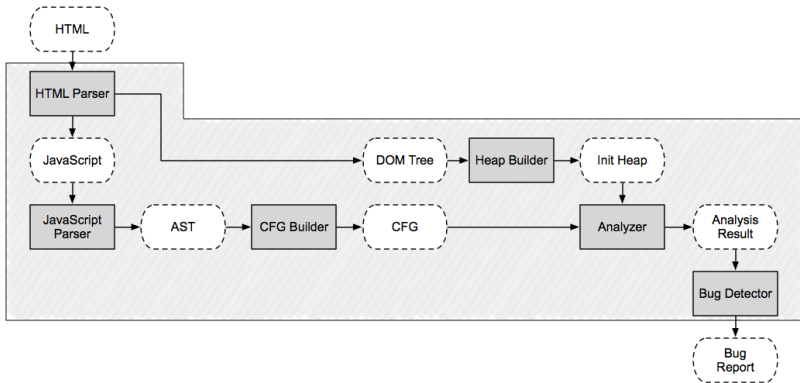 HTML
HTML Parser
JavaScript
DOM Tree
Heap Builder
Init Heap
JavaScript
Parser
AST
CFG Builder
CFG
Analyzer
Analysis
Result
Bug Detector
Bug
Report